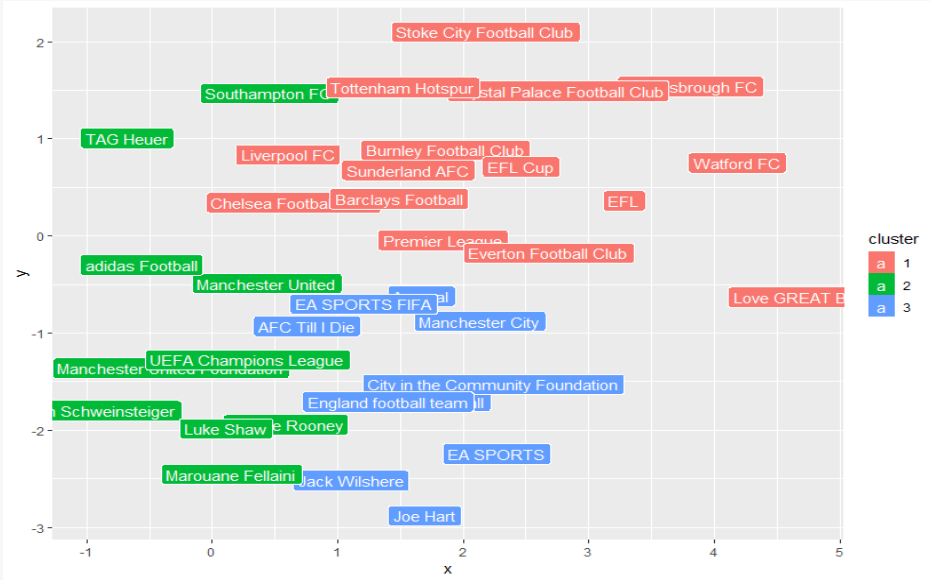 Stoke City Football Club
2
Southampton FC
Tottenham Hotspur
Crystal Palace Football Club
sbrough FC
1
TAG Heuer
Liverpool FC
Burnley Football Club
Sunderland AFC
EFL Cup
Watford FC
Chelsea Footba
Barclays Football
EFL
0
Premier League
Everton Football Club
cluster
a 1
a 2
a 3
y
adidas Football
Manchester United
al
EA SPORTS FIFA
Love GREAT B
-1
AFC Till I Die
Manchester City
UEFA Champions League
Manchester United Foundation
City in the Community Foundation
England football team
all
n Schweinsteiger
-2
Luke Shaw
e Rooney
EA SPORTS
Marouane Fellaini
Jack Wilshere
Joe Hart
-3
-1 0 1 2 3 4 5
x